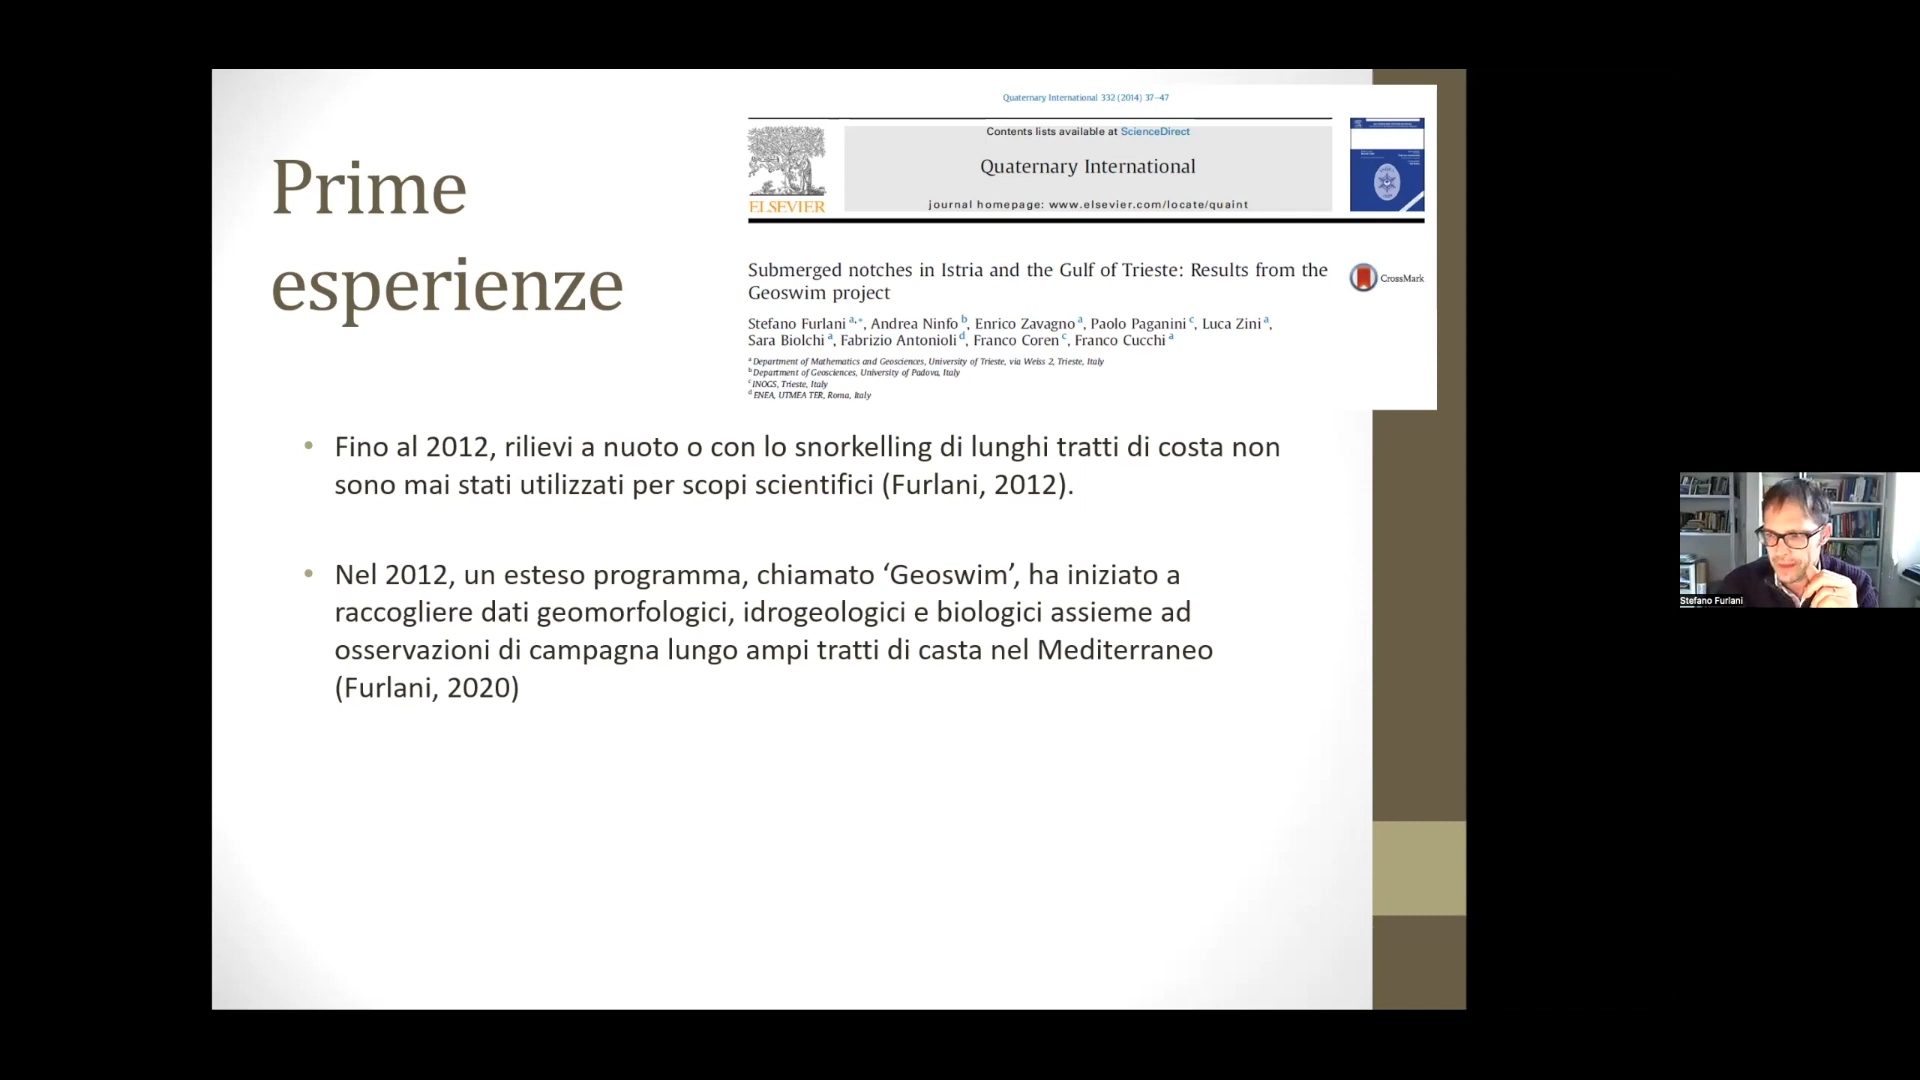 Prime
esperienze
Quaternary International 332 (2014) 37–47
Contents lists available at ScienceDirect
Quaternary International
journal homepage: www.elsevier.com/locate/quaint
ELSEVIER
Submerged notches in Istria and the Gulf of Trieste: Results from the
Geoswim project
CrossMark
Stefano Furlani a,*, Andrea Ninfo b, Enrico Zavagno a, Paolo Paganini c, Luca Zini a,
Sara Biolchi a, Fabrizio Antonioli d, Franco Coren c, Franco Cucchi a
a Department of Mathematics and Geosciences, University of Trieste, via Weiss 2, Trieste, Italy
b Department of Geosciences, University of Padova, Italy
c INOGS, Trieste, Italy
d ENEA, UTMEA TER, Roma, Italy
• Fino al 2012, rilievi a nuoto o con lo snorkelling di lunghi tratti di costa non
sono mai stati utilizzati per scopi scientifici (Furlani, 2012).
• Nel 2012, un esteso programma, chiamato ‘Geoswim’, ha iniziato a
raccogliere dati geomorfologici, idrogeologici e biologici assieme ad
osservazioni di campagna lungo ampi tratti di casta nel Mediterraneo
(Furlani, 2020)
Stefano Furlani